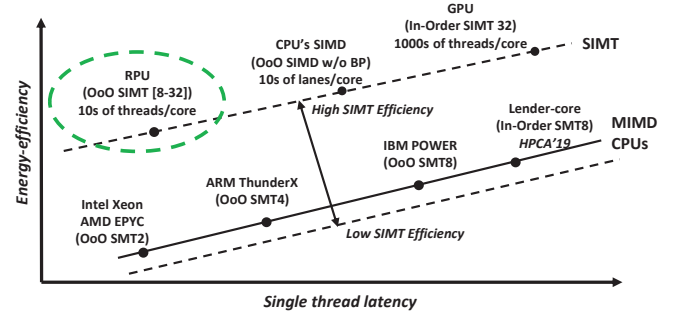 GPU
(In-Order SIMT 32)
1000s of threads/core
SIMT
CPU's SIMD
(OoO SIMD w/o BP)
10s of lanes/core
RPU
(OoO SIMT [8-32])
10s of threads/core
High SIMT Efficiency
Lender-core
(In-Order SMT8)
HPCA'19
MIMD
CPUs
IBM POWER
(OoO SMT8)
ARM ThunderX
(OoO SMT4)
Intel Xeon
AMD EPYC
(OoO SMT2)
Low SIMT Efficiency
Energy-efficiency
Single thread latency